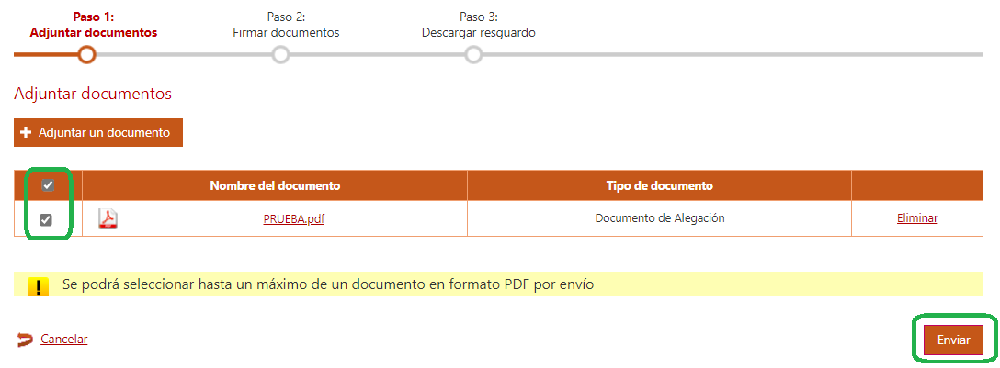 Paso 1:
Adjuntar documentos
Paso 2:
Firmar documentos
Paso 3:
Descargar resguardo
Adjuntar documentos
Adjuntar un documento
Nombre del documento Tipo de documento
PRUEBA.pdf Documento de Alegación Eliminar
Se podrá seleccionar hasta un máximo de un documento en formato PDF por envío
Cancelar Enviar